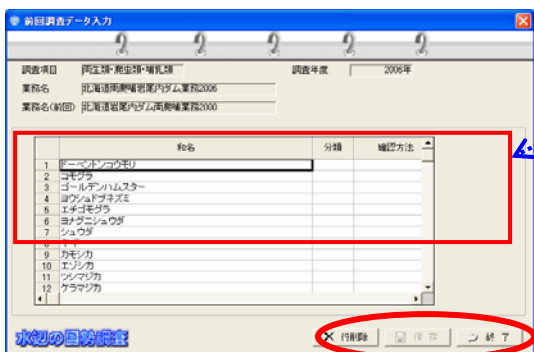 前回調査データ入力
調査項目 両生類・爬虫類・哺乳類 調査年度 2006年
業務名 北海道両爬哺岩尾内ダム業務2006
業務名(前回) 北海道岩尾内ダム両爬哺業務2000
和名 分類 確認方法
1 ドーベントンコウモリ
2 コモグラ
3 ゴールデンハムスター
4 ヨウシュドブネズミ
5 エチゴモグラ
6 ヨナグニシュウダ
7 シュウダ
8
9 カモシカ
10 エゾシカ
11 ツシマジカ
12 ケラマジカ
水辺の国勢調査
行削除 保存 終了